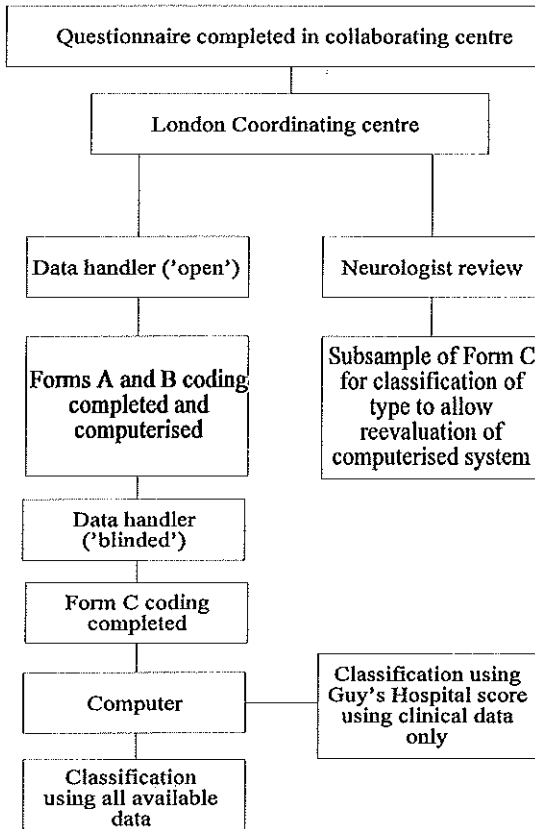 Questionnaire completed in collaborating centre
London Coordinating centre
Data handler ('open')
Neurologist review
Forms A and B coding
completed and
computerised
Subsample of Form C
for classification of
type to allow
reevaluation of
computerised system
Data handler
('blinded')
Form C coding
completed
Computer
Classification using
Guy's Hospital score
using clinical data
only
Classification
using all available
data